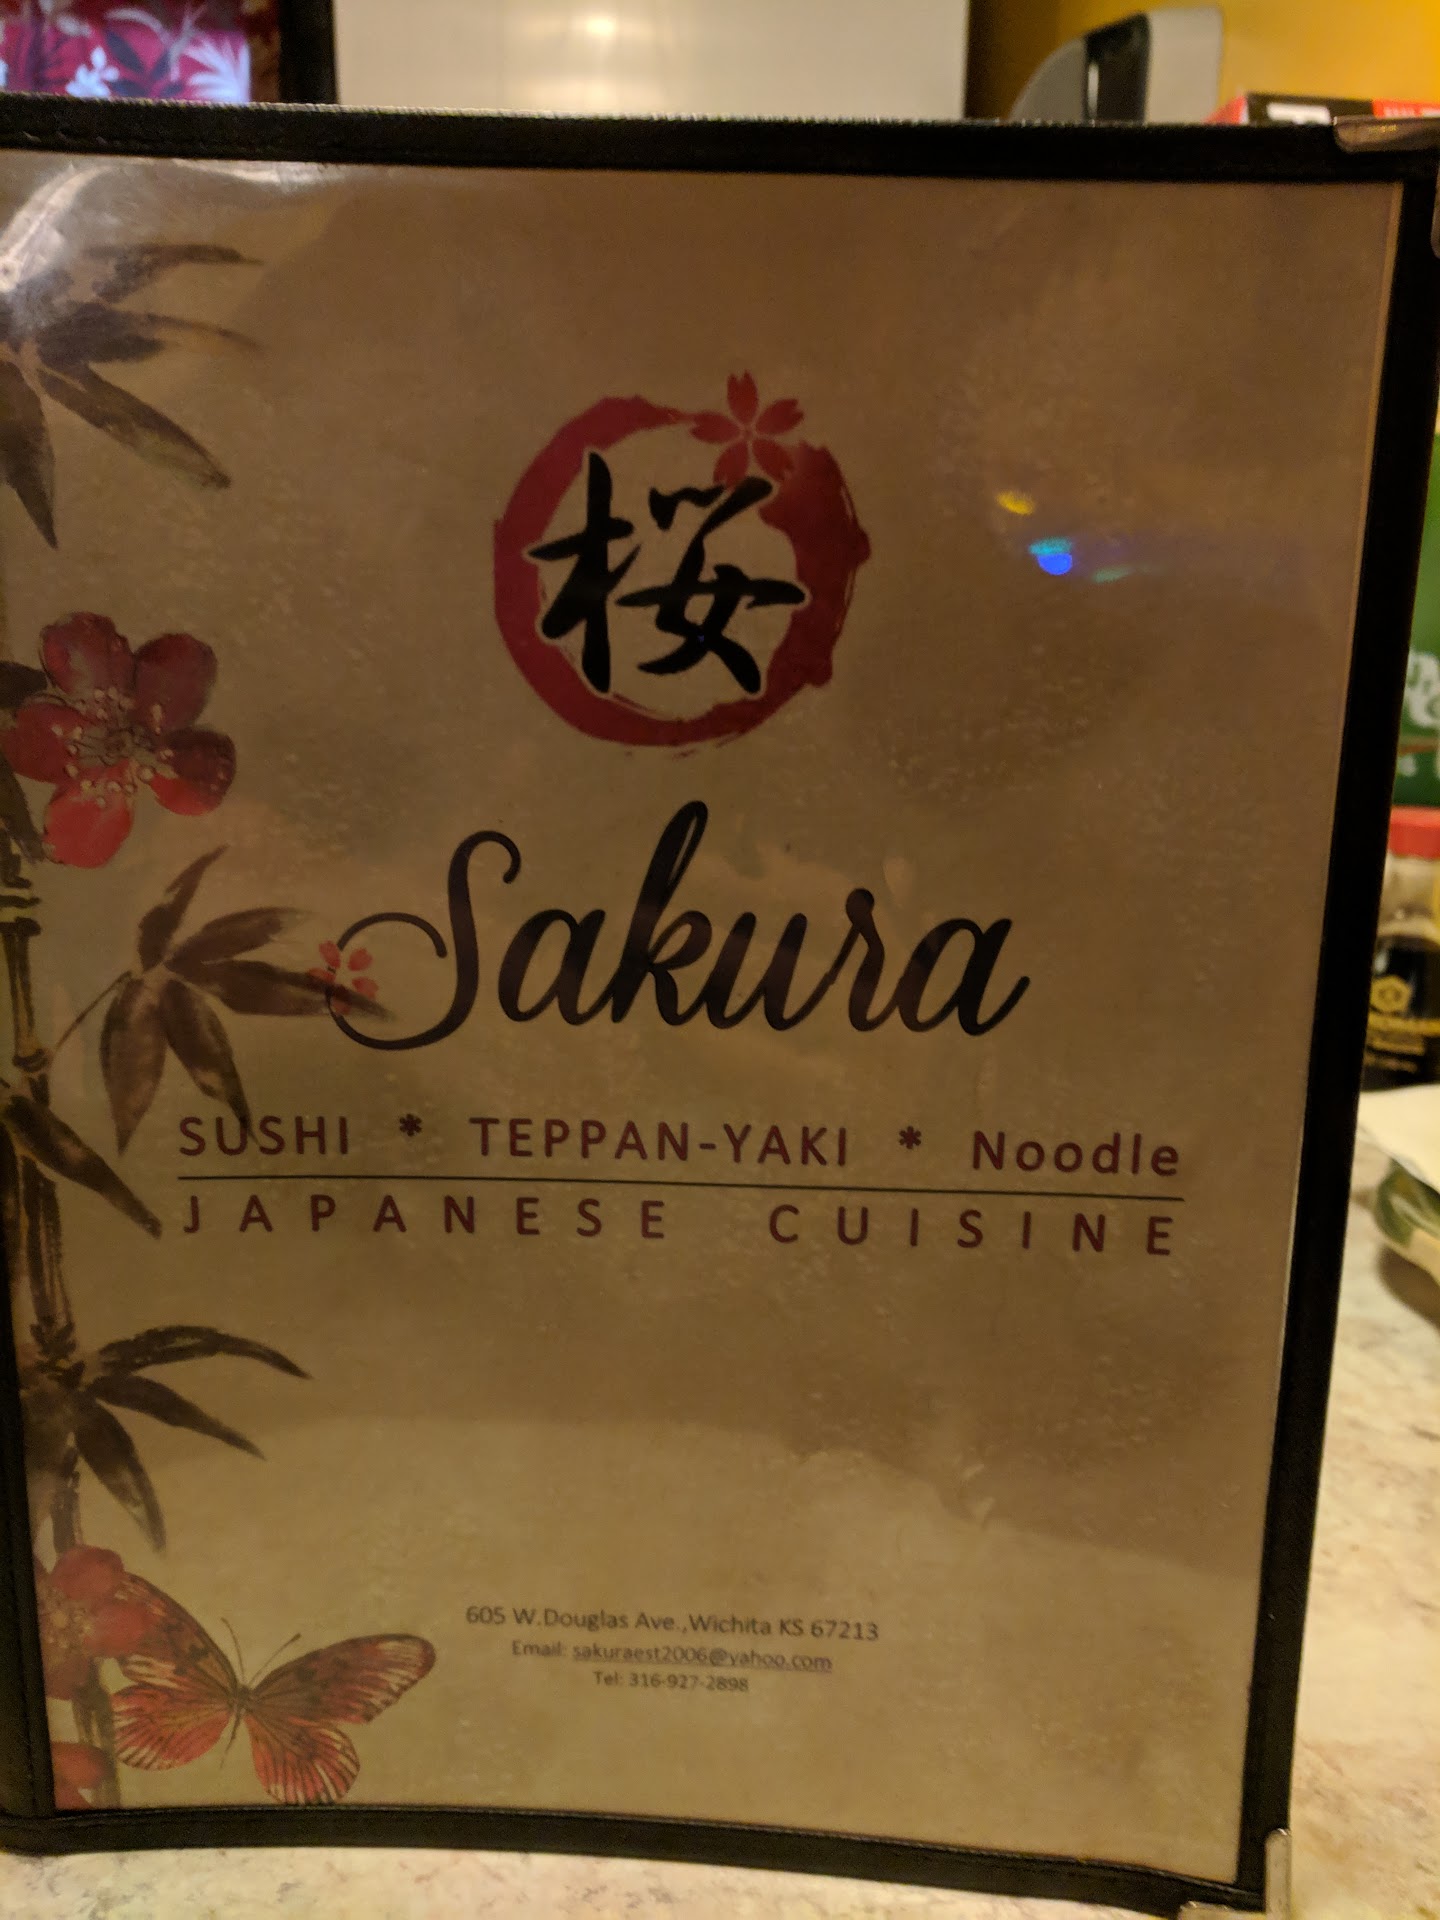 桜
Sakura
SUSHI * TEPPAN-YAKI * Noodle
JAPANESE CUISINE
605 W.Douglas Ave.,Wichita KS 67213
Email: sakuraest2006@yahoo.com
Tel: 316-927-2898